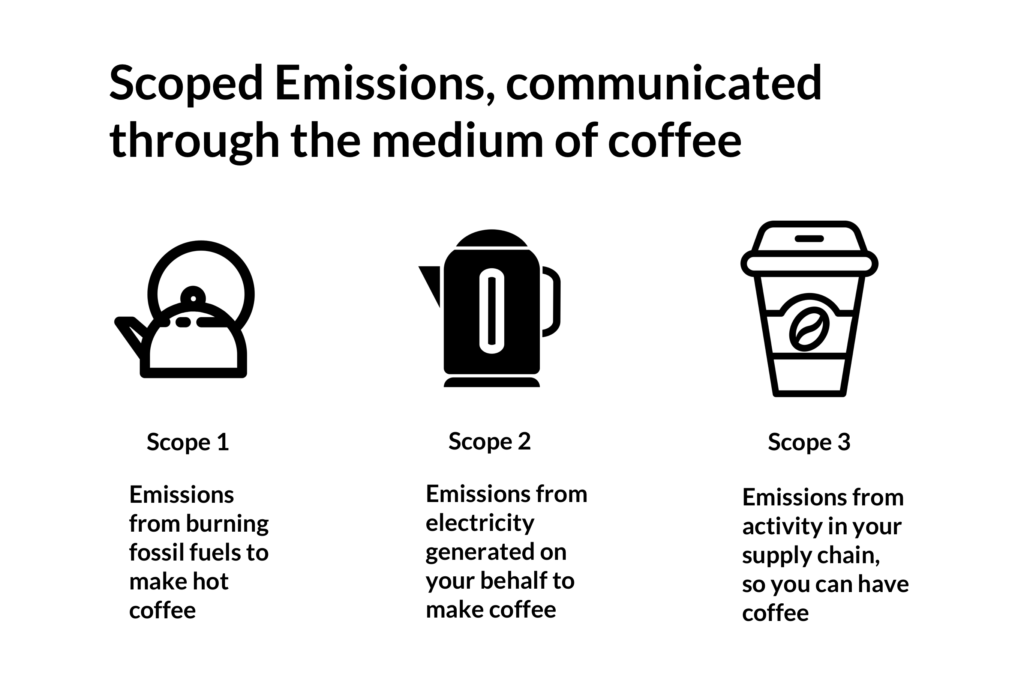 Scoped Emissions, communicated
through the medium of coffee
Scope 1
Emissions
from burning
fossil fuels to
make hot
coffee
Scope 2
Emissions from
electricity
generated on
your behalf to
make coffee
Scope 3
Emissions from
activity in your
supply chain,
so you can have
coffee